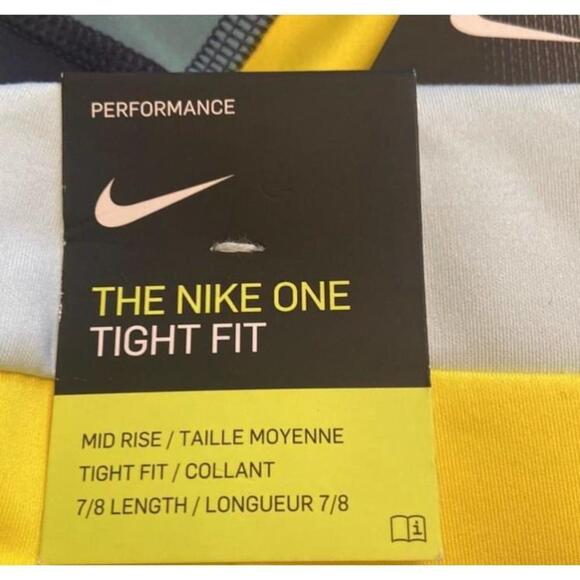 PERFORMANCE
THE NIKE ONE
TIGHT FIT
MID RISE / TAILLE MOYENNE
TIGHT FIT / COLLANT
7/8 LENGTH / LONGUEUR 7/8
i